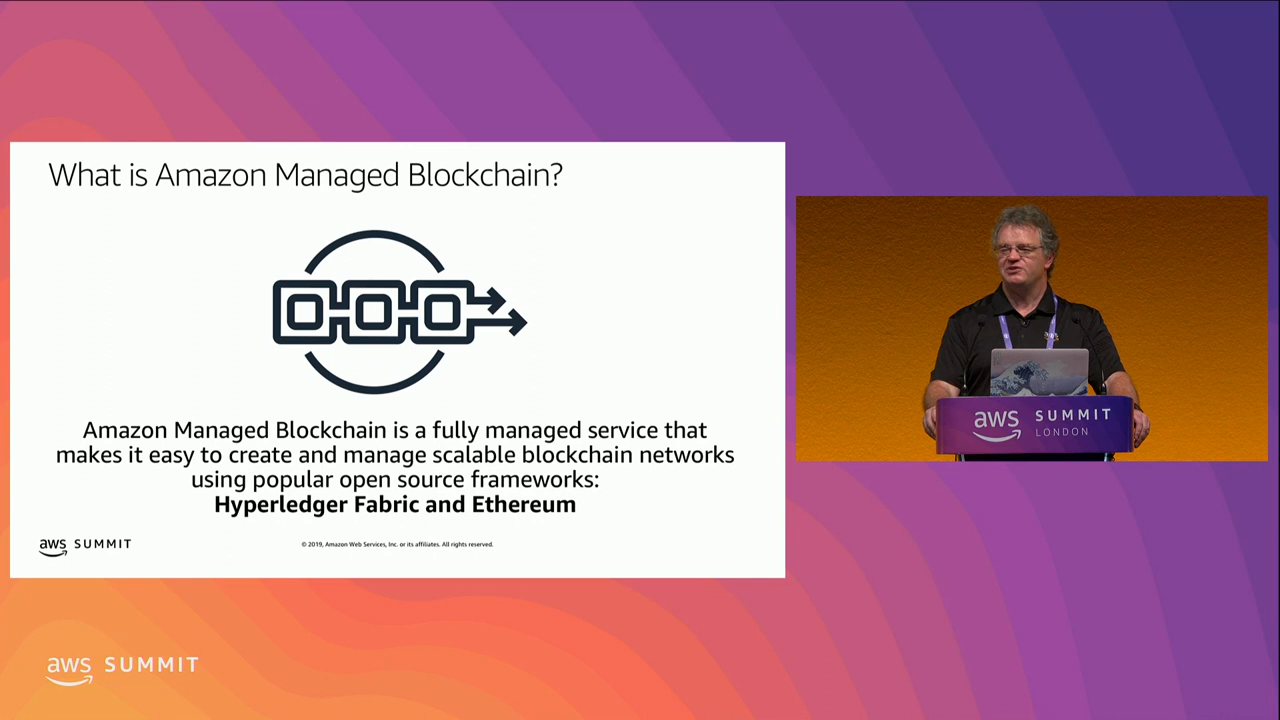 What is Amazon Managed Blockchain?
Amazon Managed Blockchain is a fully managed service that
makes it easy to create and manage scalable blockchain networks
using popular open source frameworks:
Hyperledger Fabric and Ethereum
aws SUMMIT
© 2019, Amazon Web Services, Inc. or its affiliates. All rights reserved.
aws SUMMIT
LONDON
aws SUMMIT